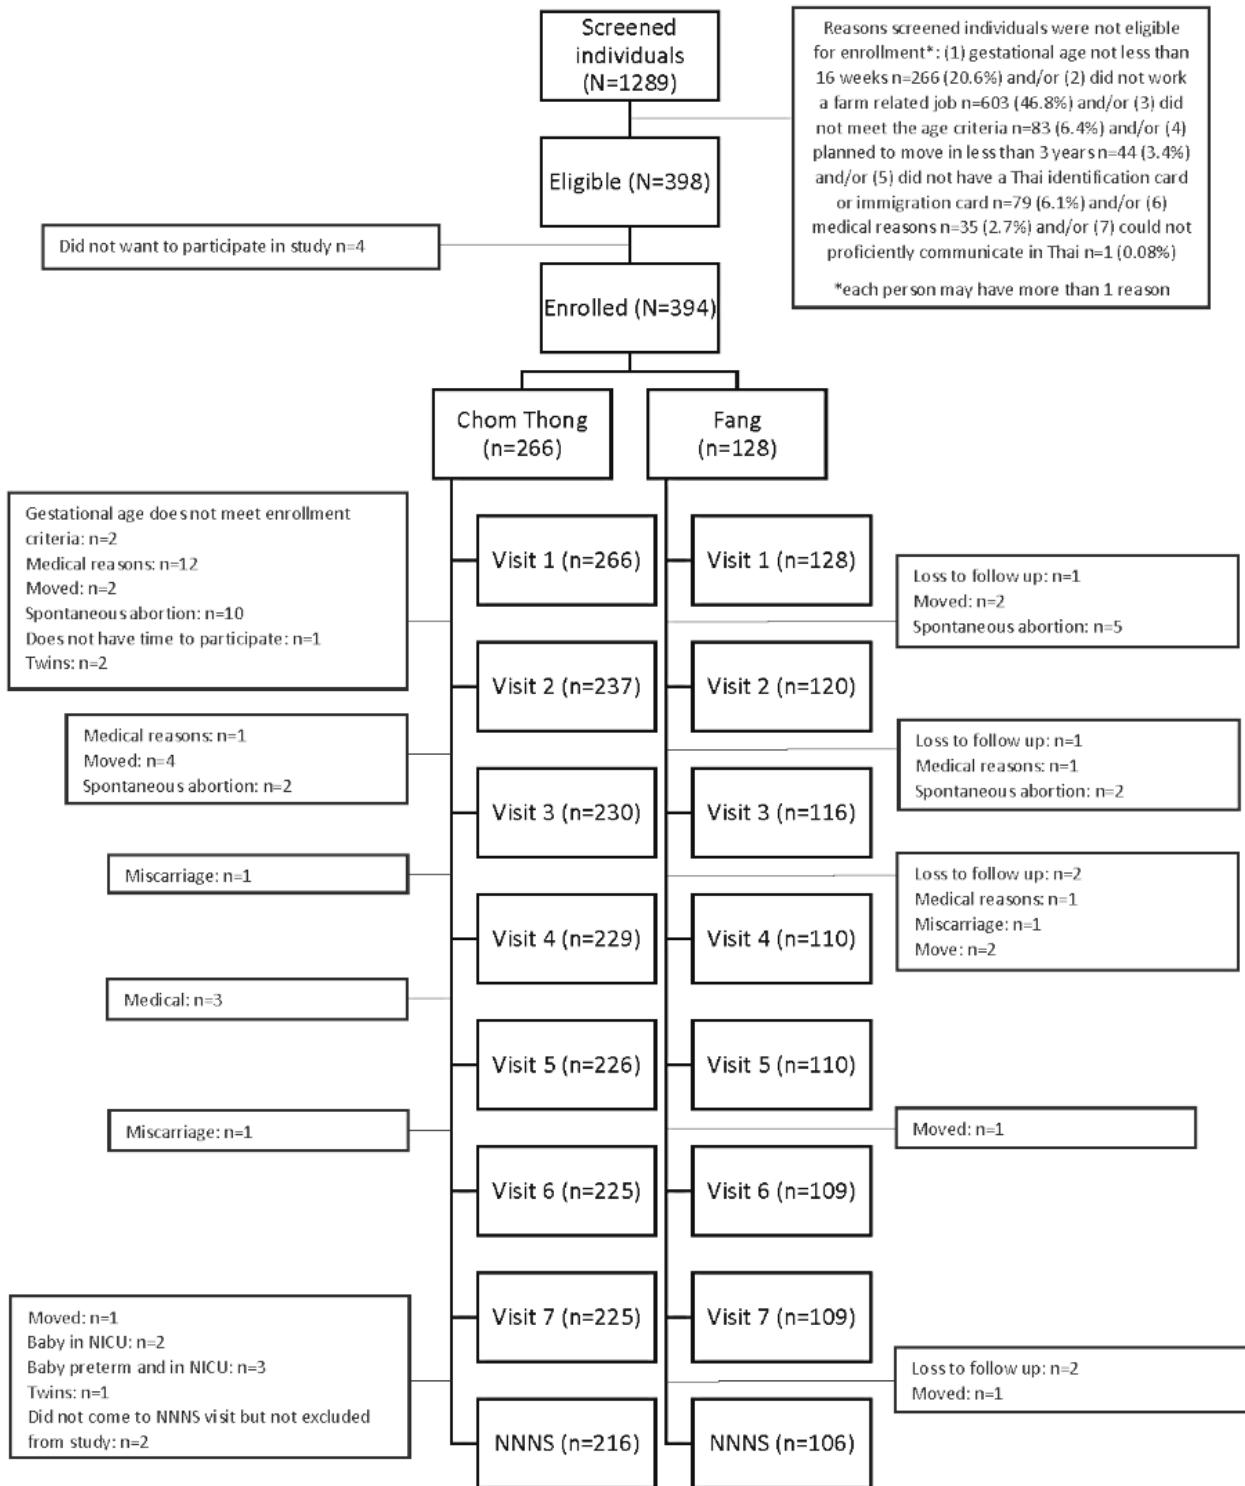 Screened
individuals
(N=1289)
Reasons screened individuals were not eligible
for enrollment*: (1) gestational age not less than
16 weeks n=266 (20.6%) and/or (2) did not work
a farm related job n=603 (46.8%) and/or (3) did
not meet the age criteria n=83 (6.4%) and/or (4)
planned to move in less than 3 years n=44 (3.4%)
and/or (5) did not have a Thai identification card
or immigration card n=79 (6.1%) and/or (6)
medical reasons n=35 (2.7%) and/or (7) could not
proficiently communicate in Thai n=1 (0.08%)
*each person may have more than 1 reason
Eligible (N=398)
Did not want to participate in study n=4
Enrolled (N=394)
Chom Thong
(n=266)
Fang
(n=128)
Gestational age does not meet enrollment
criteria: n=2
Medical reasons: n=12
Moved: n=2
Spontaneous abortion: n=10
Does not have time to participate: n=1
Twins: n=2
Visit 1 (n=266)
Visit 1 (n=128)
Loss to follow up: n=1
Moved: n=2
Spontaneous abortion: n=5
Visit 2 (n=237)
Visit 2 (n=120)
Medical reasons: n=1
Moved: n=4
Spontaneous abortion: n=2
Loss to follow up: n=1
Medical reasons: n=1
Spontaneous abortion: n=2
Visit 3 (n=230)
Visit 3 (n=116)
Miscarriage: n=1
Loss to follow up: n=2
Medical reasons: n=1
Miscarriage: n=1
Move: n=2
Visit 4 (n=229)
Visit 4 (n=110)
Medical: n=3
Visit 5 (n=226)
Visit 5 (n=110)
Miscarriage: n=1
Moved: n=1
Visit 6 (n=225)
Visit 6 (n=109)
Visit 7 (n=225)
Visit 7 (n=109)
Moved: n=1
Baby in NICU: n=2
Baby preterm and in NICU: n=3
Twins: n=1
Did not come to NNNS visit but not excluded
from study: n=2
Loss to follow up: n=2
Moved: n=1
NNNS (n=216)
NNNS (n=106)